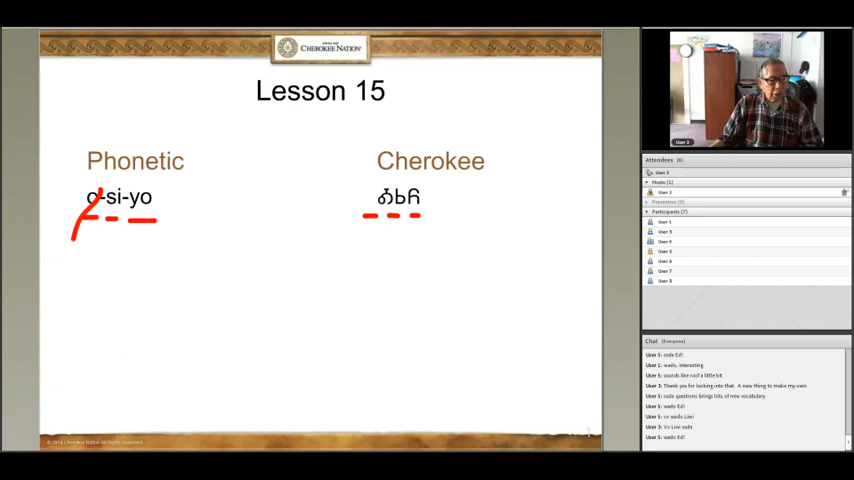 CHEROKEE NATION
Lesson 15
Phonetic
Cherokee
o-si-yo
ᎣᏏᏲ
© 2014 Cherokee Nation All rights reserved.
1
User 2
Attendees (8)
User 2
Hosts (1)
User 2
Presenters (0)
Participants (7)
User 1
User 3
User 4
User 5
User 6
User 7
User 8
Chat (Everyone)
User 5: osda Ed!
User 1: wado, interesting
User 5: sounds like roof a little bit
User 3: Thank you for looking into that. A new thing to make my own
User 5: osda questions brings lots of new vocabulary
User 5: wado Ed!
User 5: vv wado Liwi
User 3: Vv Liwi osda
User 1: wado Ed!